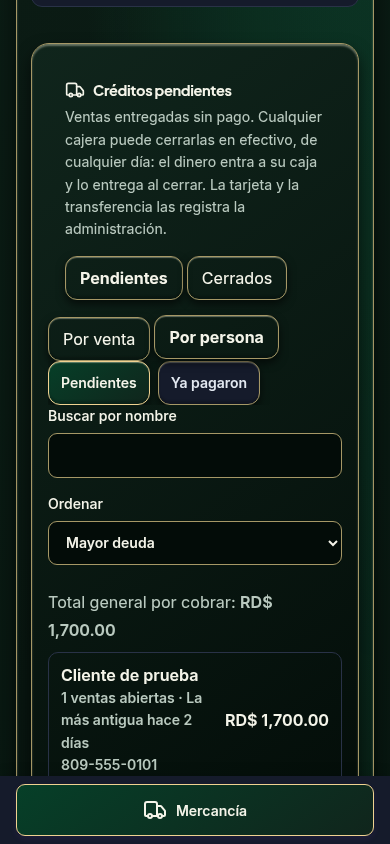 Créditos pendientes
Ventas entregadas sin pago. Cualquier
cajera puede cerrarlas en efectivo, de
cualquier día: el dinero entra a su caja
y lo entrega al cerrar. La tarjeta y la
transferencia las registra la
administración.
Pendientes Cerrados
Por venta Por persona
Pendientes Ya pagaron
Buscar por nombre
Ordenar
Mayor deuda
Total general por cobrar: RD$
1,700.00
Cliente de prueba
1 ventas abiertas · La
más antigua hace 2
días
RD$ 1,700.00
809-555-0101
Mercancía